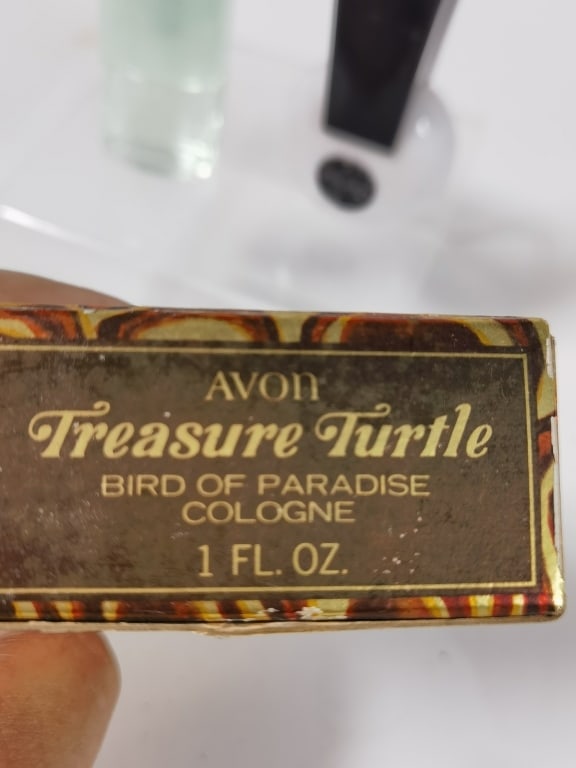 AVON
Treasure Turtle
BIRD OF PARADISE
COLOGNE
1 FL. OZ.